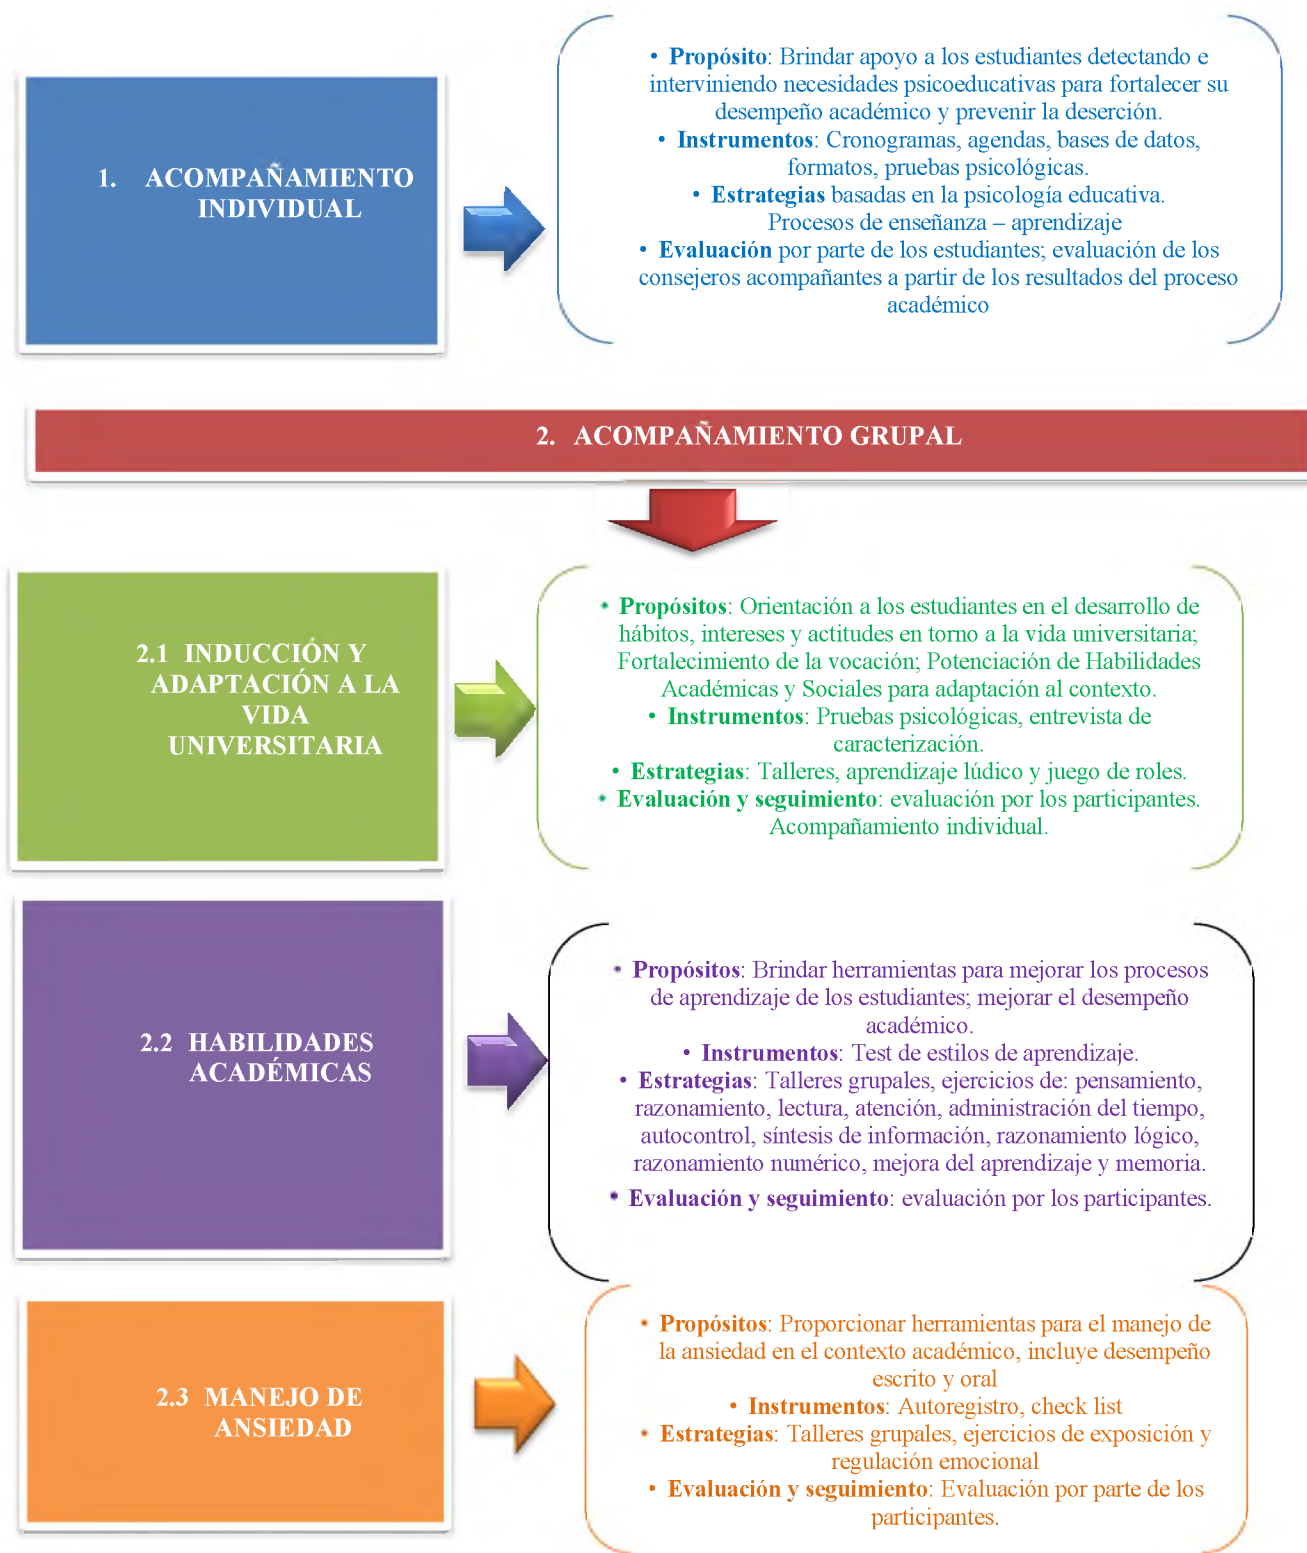 1. ACOMPAÑAMIENTO
INDIVIDUAL
• Propósito: Brindar apoyo a los estudiantes detectando e
interviniendo necesidades psicoeducativas para fortalecer su
desempeño académico y prevenir la deserción.
• Instrumentos: Cronogramas, agendas, bases de datos,
formatos, pruebas psicológicas.
• Estrategias basadas en la psicología educativa.
Procesos de enseñanza – aprendizaje
• Evaluación por parte de los estudiantes; evaluación de los
consejeros acompañantes a partir de los resultados del proceso
académico
2. ACOMPAÑAMIENTO GRUPAL
2.1 INDUCCIÓN Y
ADAPTACIÓN A LA
VIDA
UNIVERSITARIA
• Propósitos: Orientación a los estudiantes en el desarrollo de
hábitos, intereses y actitudes en torno a la vida universitaria;
Fortalecimiento de la vocación; Potenciación de Habilidades
Académicas y Sociales para adaptación al contexto.
• Instrumentos: Pruebas psicológicas, entrevista de
caracterización.
• Estrategias: Talleres, aprendizaje lúdico y juego de roles.
• Evaluación y seguimiento: evaluación por los participantes.
Acompañamiento individual.
2.2 HABILIDADES
ACADÉMICAS
• Propósitos: Brindar herramientas para mejorar los procesos
de aprendizaje de los estudiantes; mejorar el desempeño
académico.
• Instrumentos: Test de estilos de aprendizaje.
• Estrategias: Talleres grupales, ejercicios de: pensamiento,
razonamiento, lectura, atención, administración del tiempo,
autocontrol, síntesis de información, razonamiento lógico,
razonamiento numérico, mejora del aprendizaje y memoria.
• Evaluación y seguimiento: evaluación por los participantes.
2.3 MANEJO DE
ANSIEDAD
• Propósitos: Proporcionar herramientas para el manejo de
la ansiedad en el contexto académico, incluye desempeño
escrito y oral
• Instrumentos: Autoregistro, check list
• Estrategias: Talleres grupales, ejercicios de exposición y
regulación emocional
• Evaluación y seguimiento: Evaluación por parte de los
participantes.